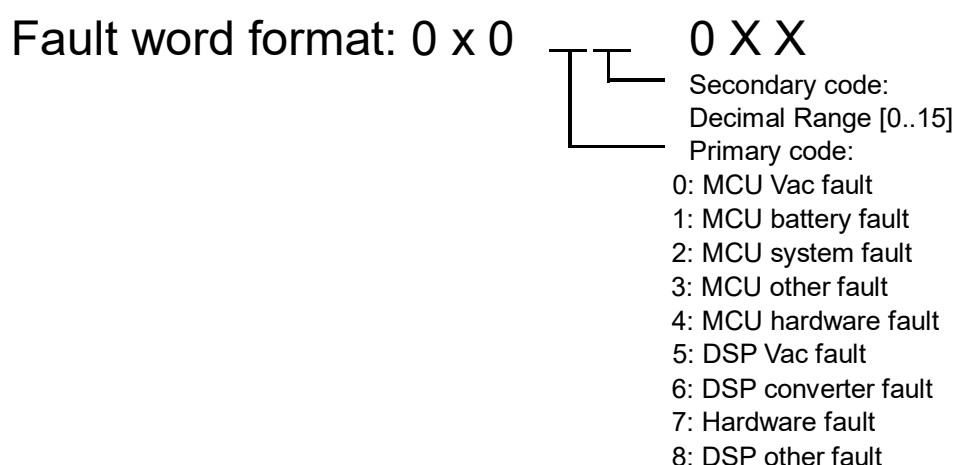 Fault word format: 0 x 0 _ _ 0 X X
Secondary code:
Decimal Range [0..15]
Primary code:
0: MCU Vac fault
1: MCU battery fault
2: MCU system fault
3: MCU other fault
4: MCU hardware fault
5: DSP Vac fault
6: DSP converter fault
7: Hardware fault
8: DSP other fault